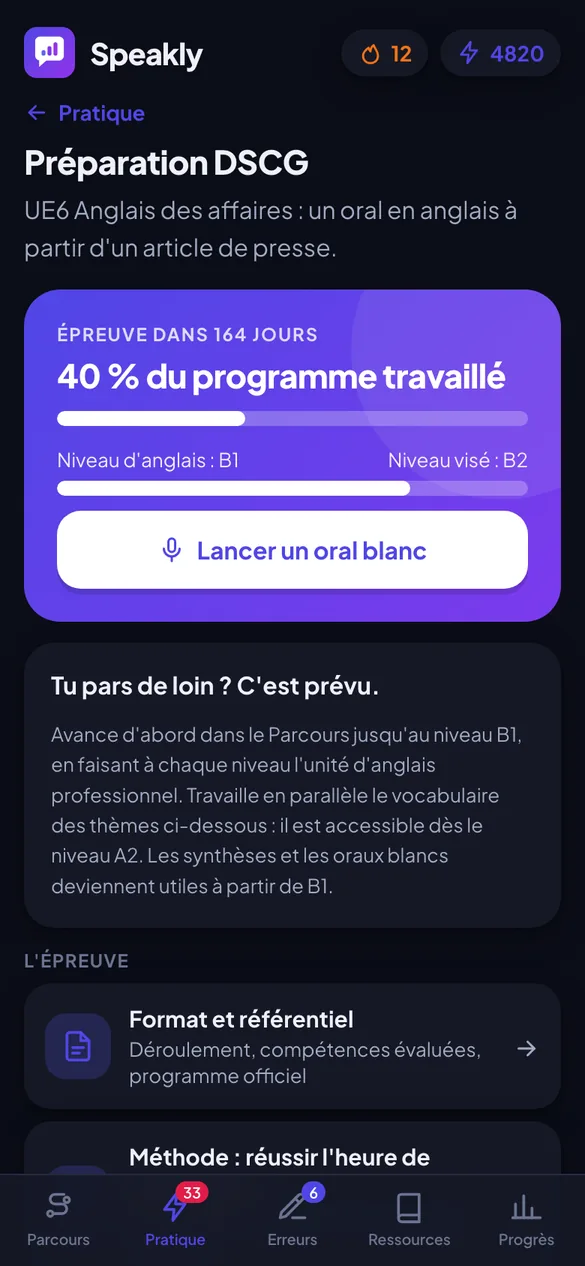 Speakly
12
4820
← Pratique
Préparation DSCG
UE6 Anglais des affaires : un oral en anglais à
partir d'un article de presse.
ÉPREUVE DANS 164 JOURS
40 % du programme travaillé
Niveau d'anglais : B1
Niveau visé : B2
Lancer un oral blanc
Tu pars de loin ? C'est prévu.
Avance d'abord dans le Parcours jusqu'au niveau B1,
en faisant à chaque niveau l'unité d'anglais
professionnel. Travaille en parallèle le vocabulaire
des thèmes ci-dessous : il est accessible dès le
niveau A2. Les synthèses et les oraux blancs
deviennent utiles à partir de B1.
L'ÉPREUVE
Format et référentiel
Déroulement, compétences évaluées,
programme officiel
Méthode : réussir l'heure de
33
6
Parcours
Pratique
Erreurs
Ressources
Progrès